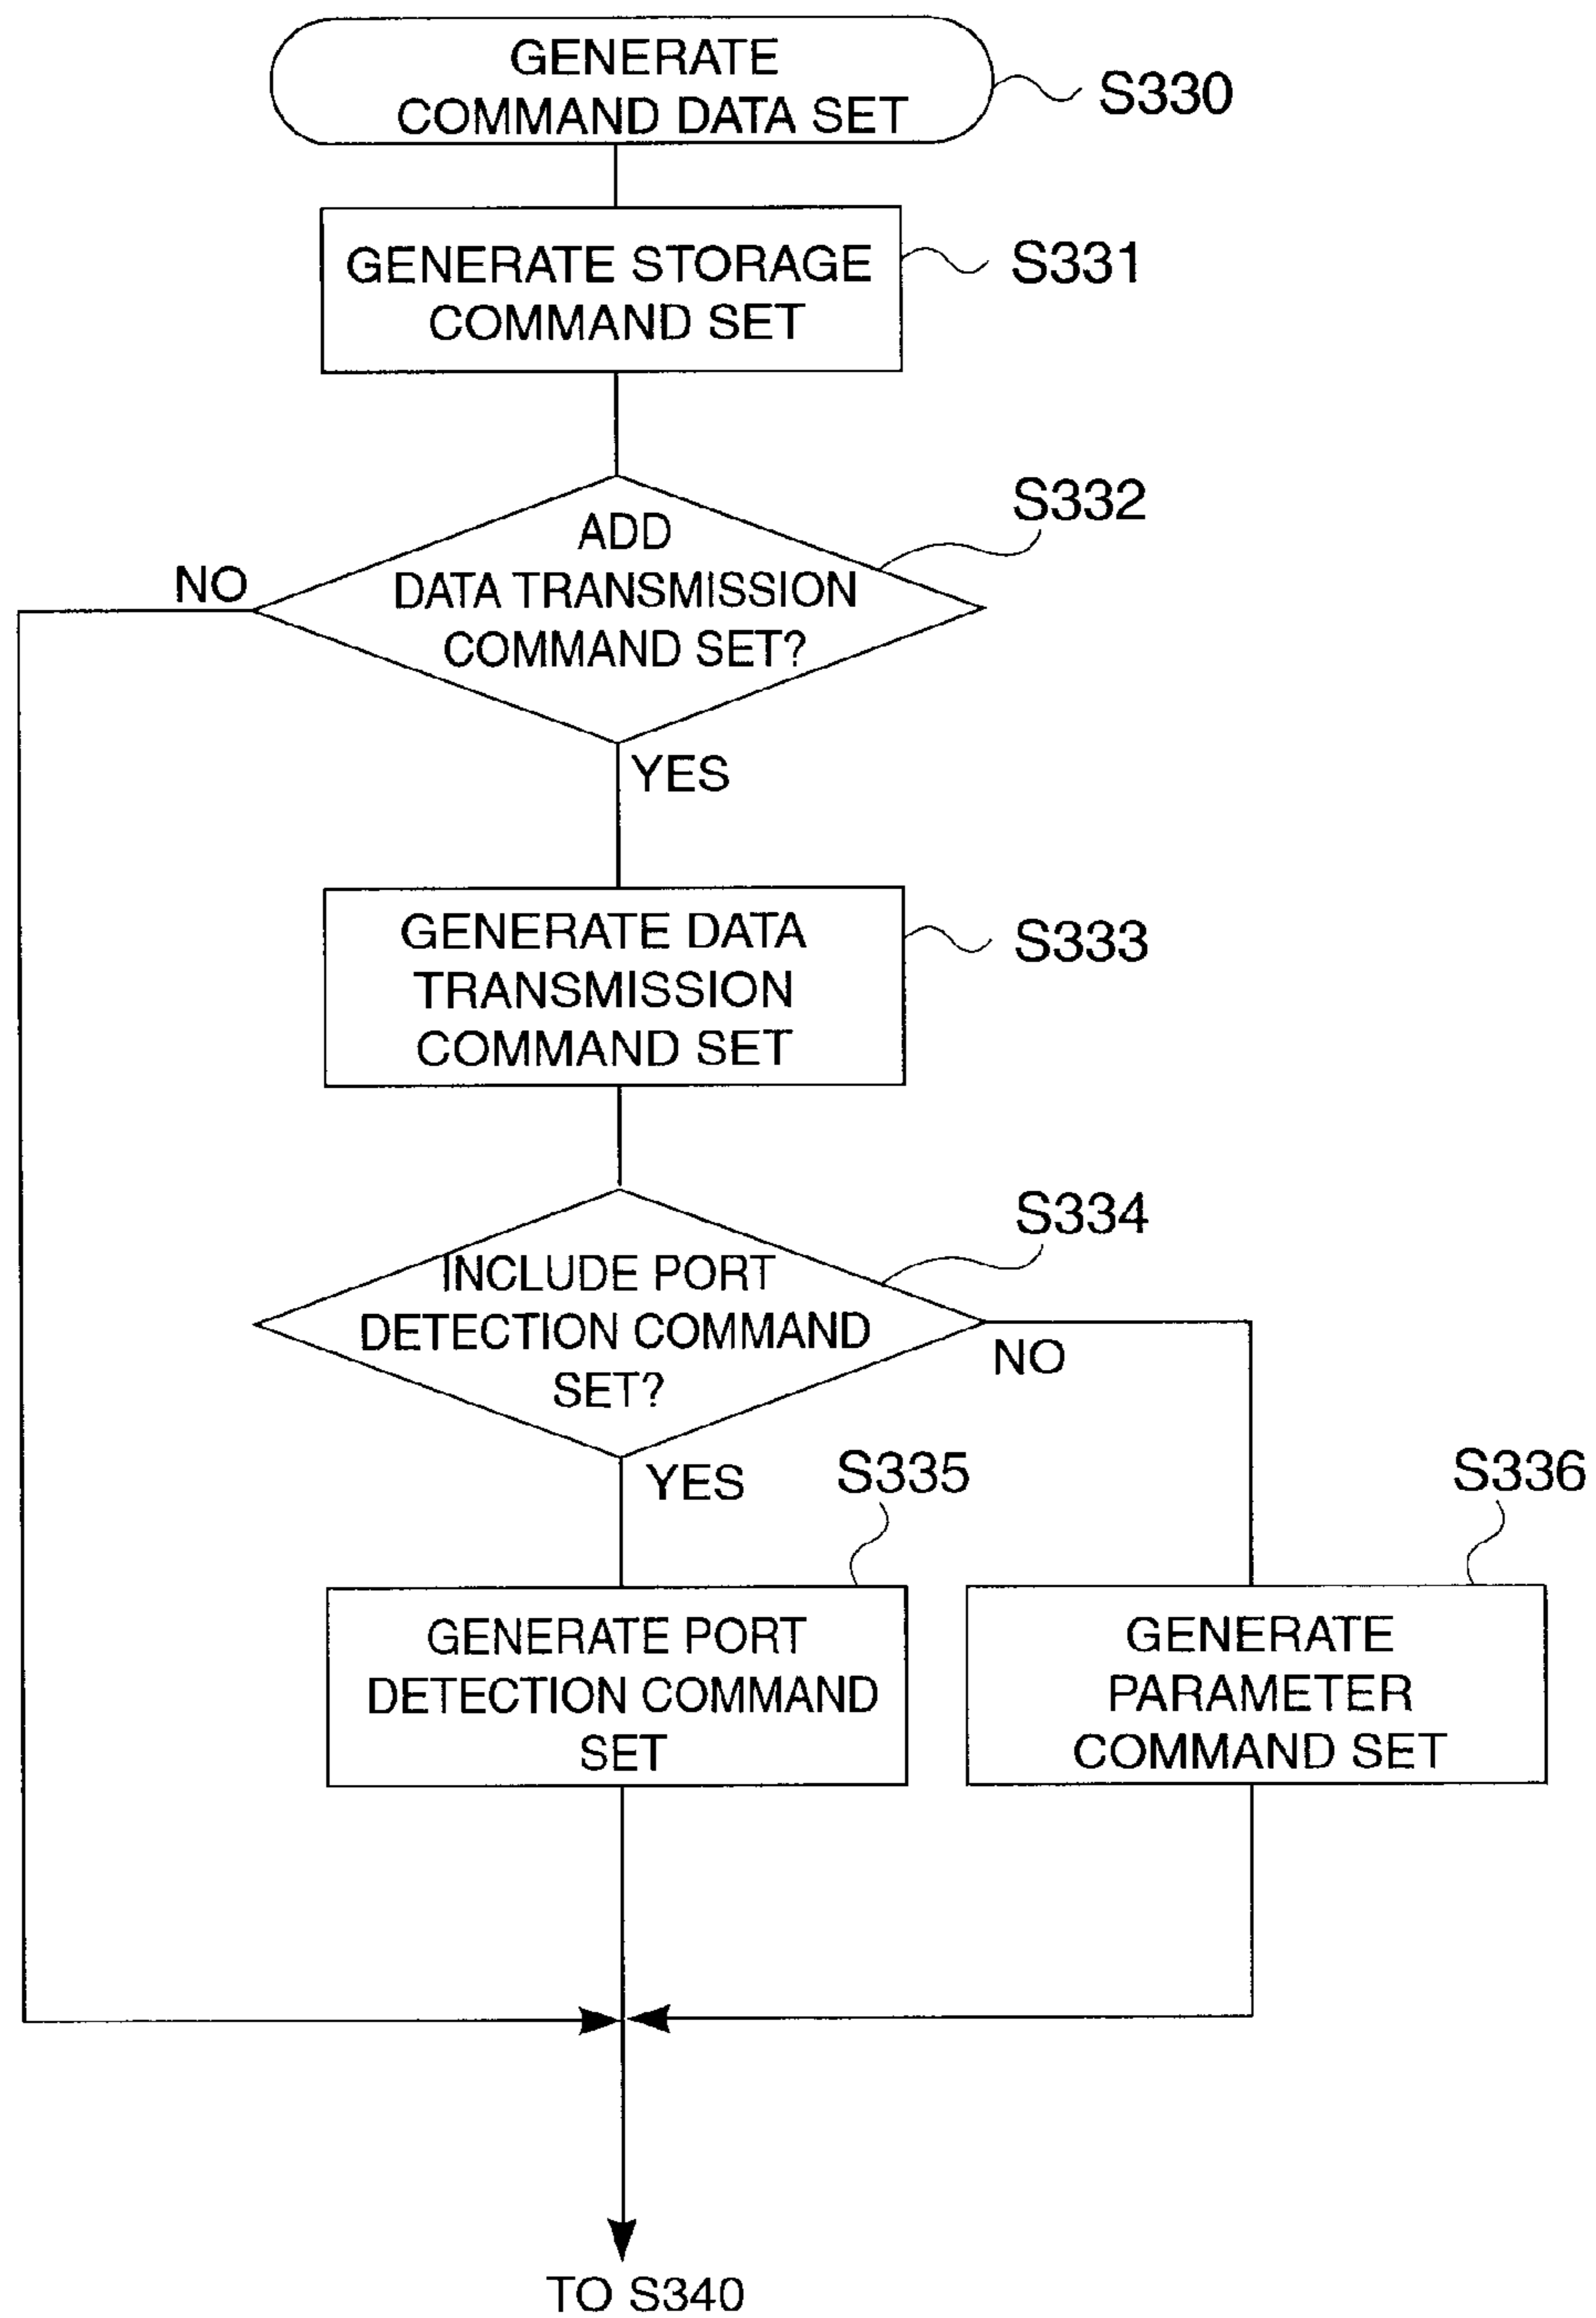 GENERATE
COMMAND DATA SET
S330
GENERATE STORAGE
COMMAND SET
S331
S332
ADD
DATA TRANSMISSION
COMMAND SET?
NO
YES
GENERATE DATA
TRANSMISSION
COMMAND SET
S333
S334
INCLUDE PORT
DETECTION COMMAND
SET?
NO
YES
S335
S336
GENERATE PORT
DETECTION COMMAND
SET
GENERATE
PARAMETER
COMMAND SET
TO S340